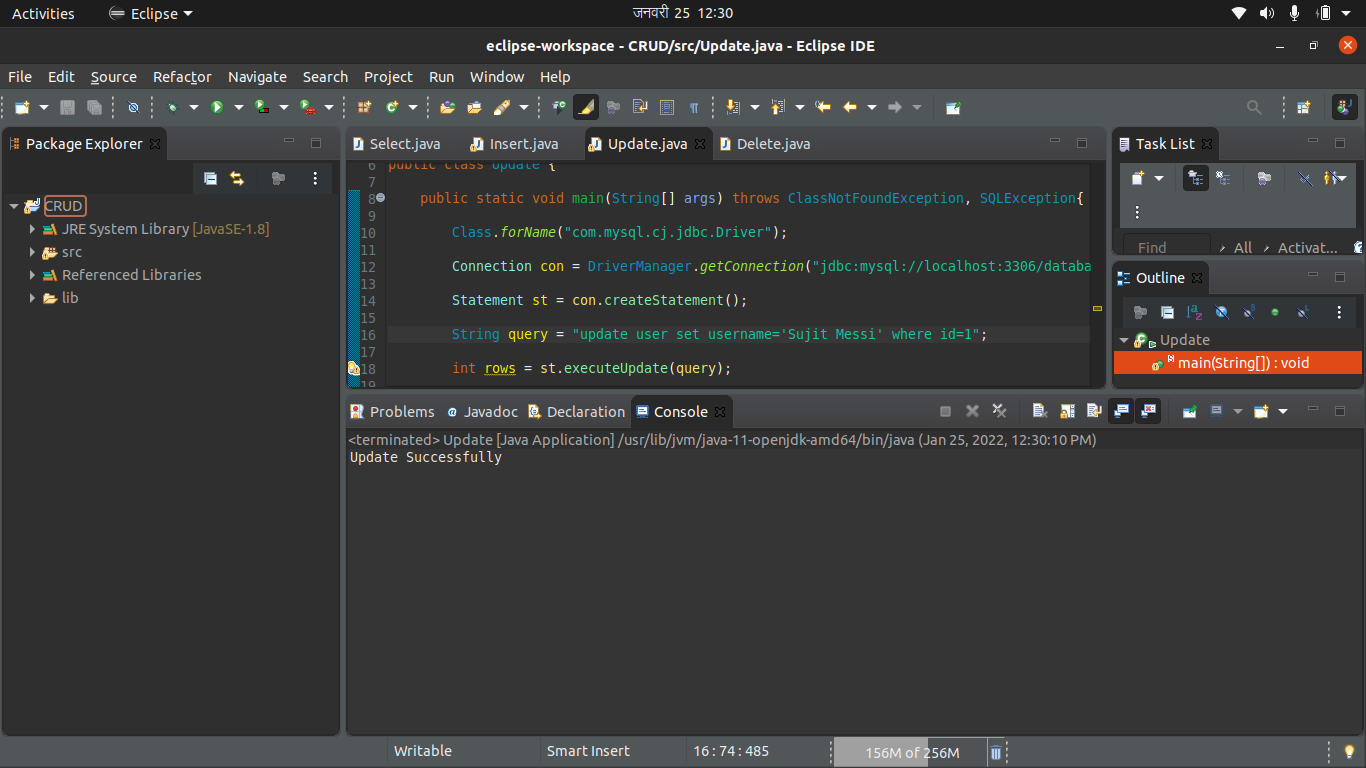 Activities Eclipse जनवरी 25 12:30
eclipse-workspace - CRUD/src/Update.java - Eclipse IDE
File Edit Source Refactor Navigate Search Project Run Window Help
Package Explorer
CRUD
JRE System Library [JavaSE-1.8]
src
Referenced Libraries
lib
Select.java Insert.java Update.java Delete.java
6 public class Update {
7
8 public static void main(String[] args) throws ClassNotFoundException, SQLException{
9
10 Class.forName("com.mysql.cj.jdbc.Driver");
11
12 Connection con = DriverManager.getConnection("jdbc:mysql://localhost:3306/databa
13
14 Statement st = con.createStatement();
15
16 String query = "update user set username='Sujit Messi' where id=1";
17
18 int rows = st.executeUpdate(query);
19
Task List
Find All Activat...
Outline
Update
main(String[]) : void
Problems Javadoc Declaration Console
<terminated> Update [Java Application] /usr/lib/jvm/java-11-openjdk-amd64/bin/java (Jan 25, 2022, 12:30:10 PM)
Update Successfully
Writable Smart Insert 16 : 74 : 485 156M of 256M